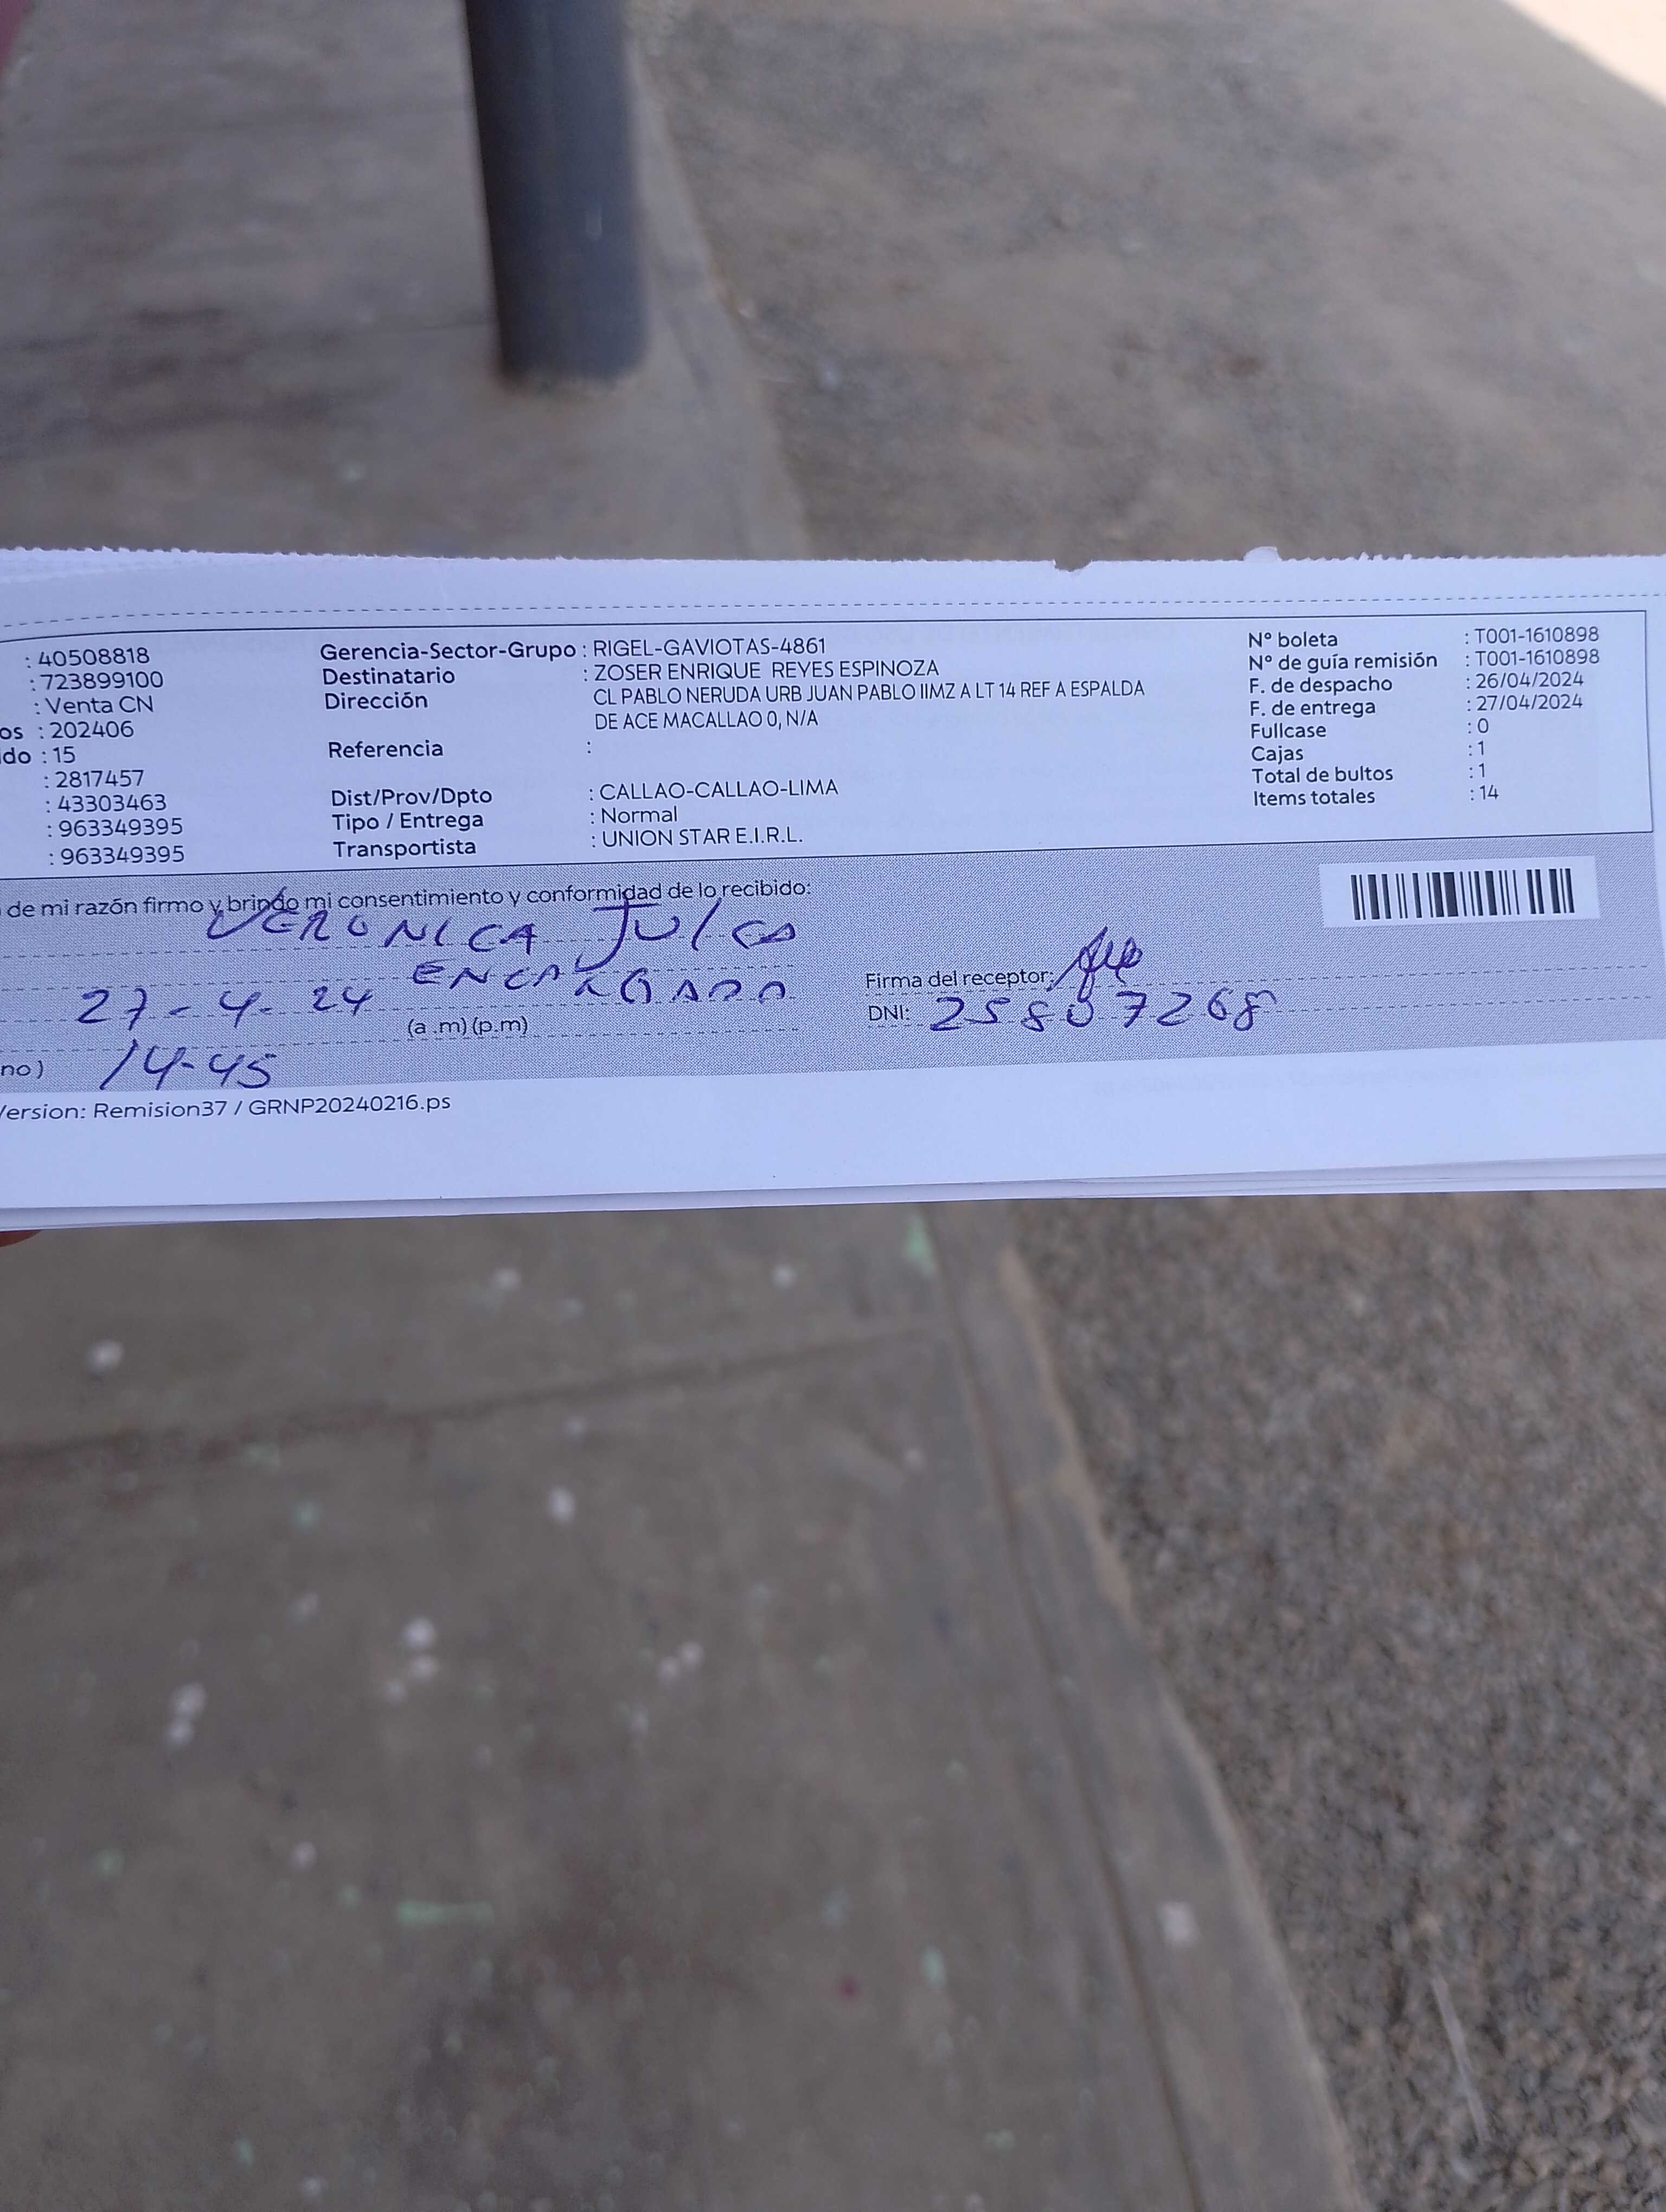 : 40508818
: 723899100
: Venta CN
os : 202406
ido : 15
: 2817457
: 43303463
: 963349395
: 963349395
Gerencia-Sector-Grupo : RIGEL-GAVIOTAS-4861
Destinatario : ZOSER ENRIQUE REYES ESPINOZA
Dirección CL PABLO NERUDA URB JUAN PABLO IIMZ A LT 14 REF A ESPALDA
DE ACE MACALLAO 0, N/A
Referencia :
Dist/Prov/Dpto : CALLAO-CALLAO-LIMA
Tipo / Entrega : Normal
Transportista : UNION STAR E.I.R.L.
N° boleta : T001-1610898
N° de guía remisión : T001-1610898
F. de despacho : 26/04/2024
F. de entrega : 27/04/2024
Fullcase : 0
Cajas : 1
Total de bultos : 1
Items totales : 14
de mi razón firmo y brindo mi consentimiento y conformidad de lo recibido:
VERONICA Julca
ENCARGADO
27-4-24
(a .m) (p.m)
Firma del receptor:
DNI: 25807268
no) 14-45
Version: Remision37 / GRNP20240216.ps